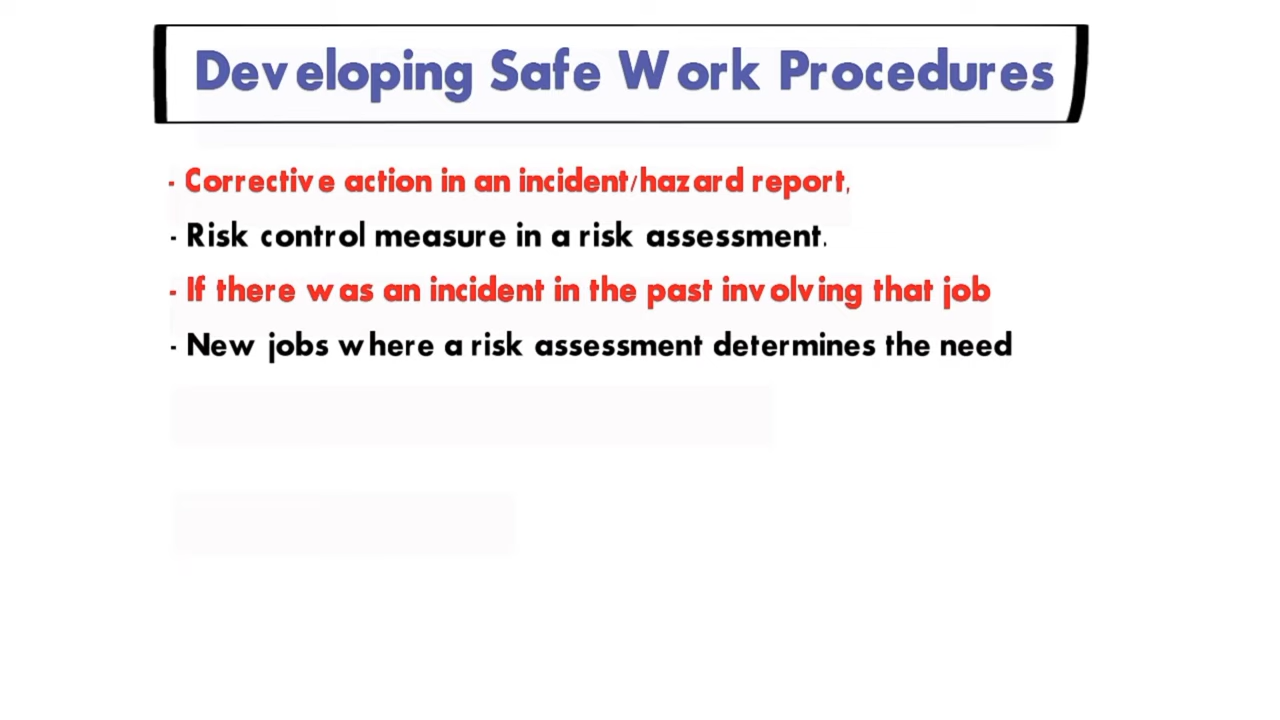 Developing Safe Work Procedures
- Corrective action in an incident/hazard report,
- Risk control measure in a risk assessment.
- If there was an incident in the past involving that job
- New jobs where a risk assessment determines the need